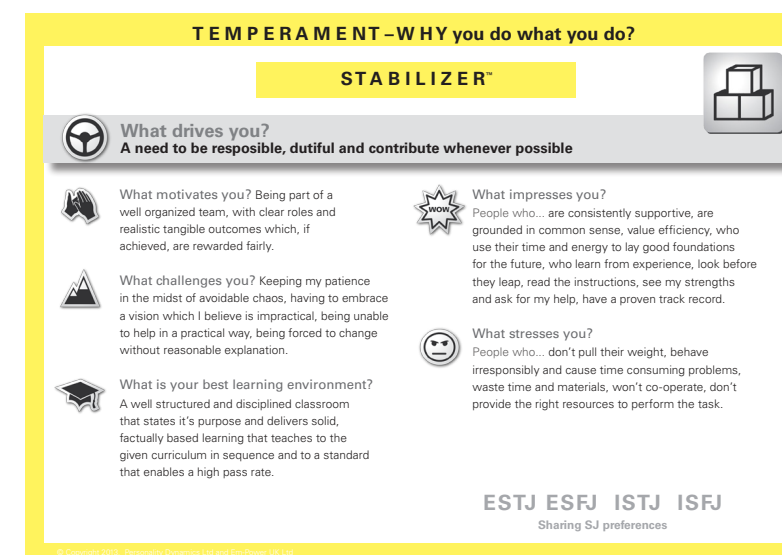 TEMPERAMENT–WHY you do what you do?
STABILIZER™
What drives you?
A need to be resposible, dutiful and contribute whenever possible
What motivates you? Being part of a
well organized team, with clear roles and
realistic tangible outcomes which, if
achieved, are rewarded fairly.
What challenges you? Keeping my patience
in the midst of avoidable chaos, having to embrace
a vision which I believe is impractical, being unable
to help in a practical way, being forced to change
without reasonable explanation.
What is your best learning environment?
A well structured and disciplined classroom
that states it's purpose and delivers solid,
factually based learning that teaches to the
given curriculum in sequence and to a standard
that enables a high pass rate.
WOW
What impresses you?
People who... are consistently supportive, are
grounded in common sense, value efficiency, who
use their time and energy to lay good foundations
for the future, who learn from experience, look before
they leap, read the instructions, see my strengths
and ask for my help, have a proven track record.
What stresses you?
People who... don't pull their weight, behave
irresponsibly and cause time consuming problems,
waste time and materials, won't co-operate, don't
provide the right resources to perform the task.
ESTJ ESFJ ISTJ ISFJ
Sharing SJ preferences